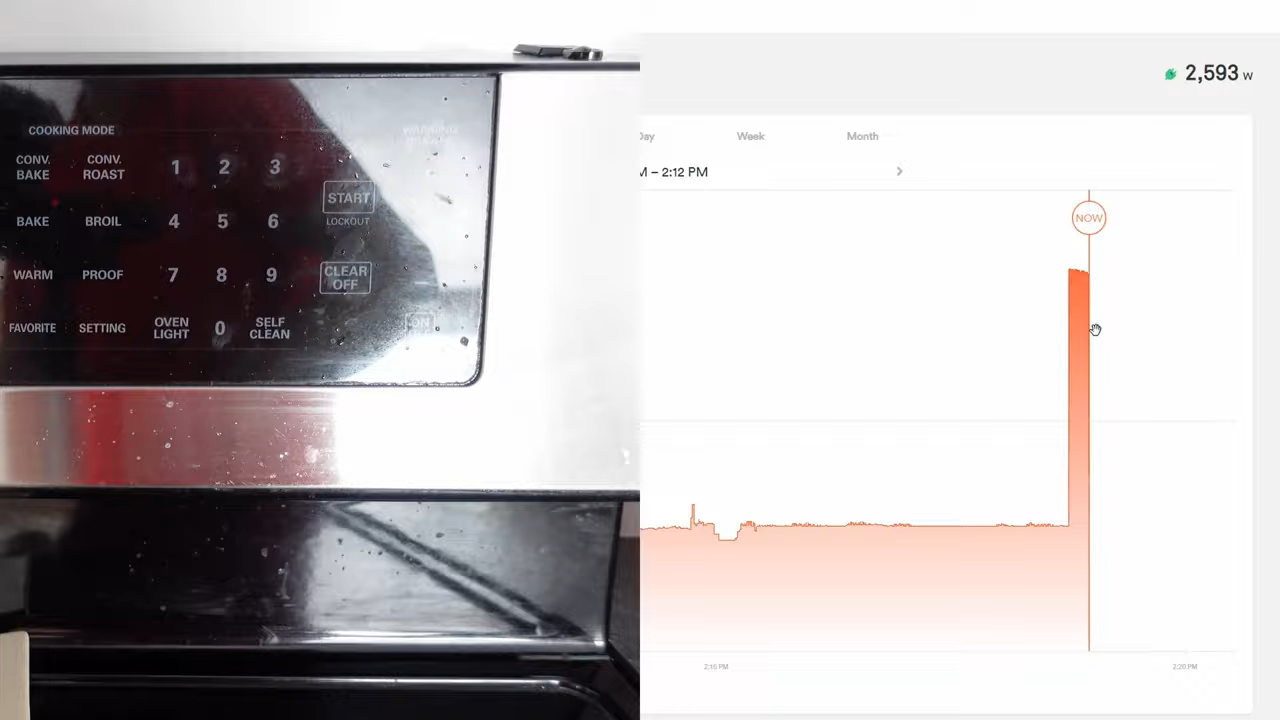 COOKING MODE
CONV. BAKE
CONV. ROAST
1 2 3
START
LOCKOUT
BAKE BROIL 4 5 6
WARM PROOF 7 8 9
CLEAR OFF
FAVORITE SETTING
OVEN LIGHT
0
SELF CLEAN
2,593 w
Day Week Month
M – 2:12 PM
NOW
2:15 PM 2:20 PM